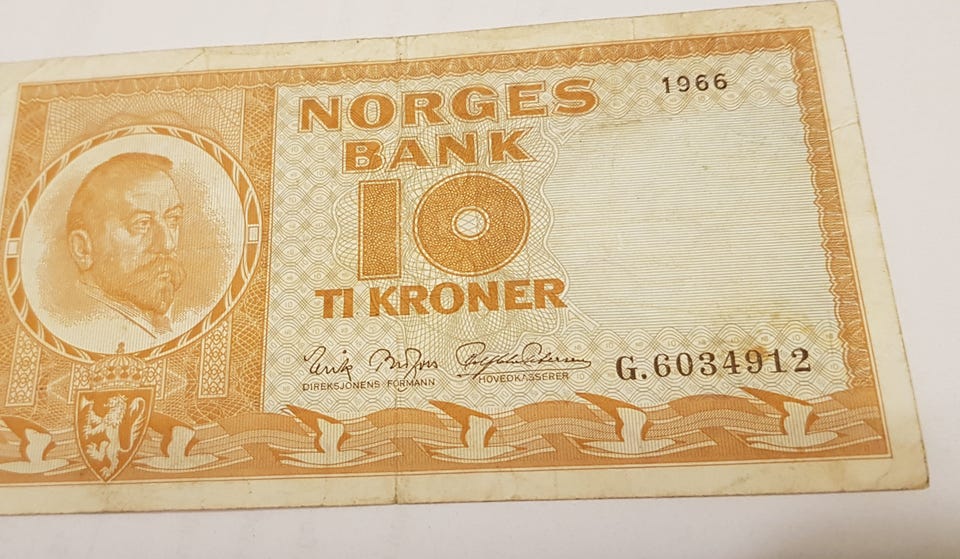 NORGES
BANK
1966
10
TI KRONER
DIREKSJONENS FORMANN
HOVEDKASSERER
G.6034912